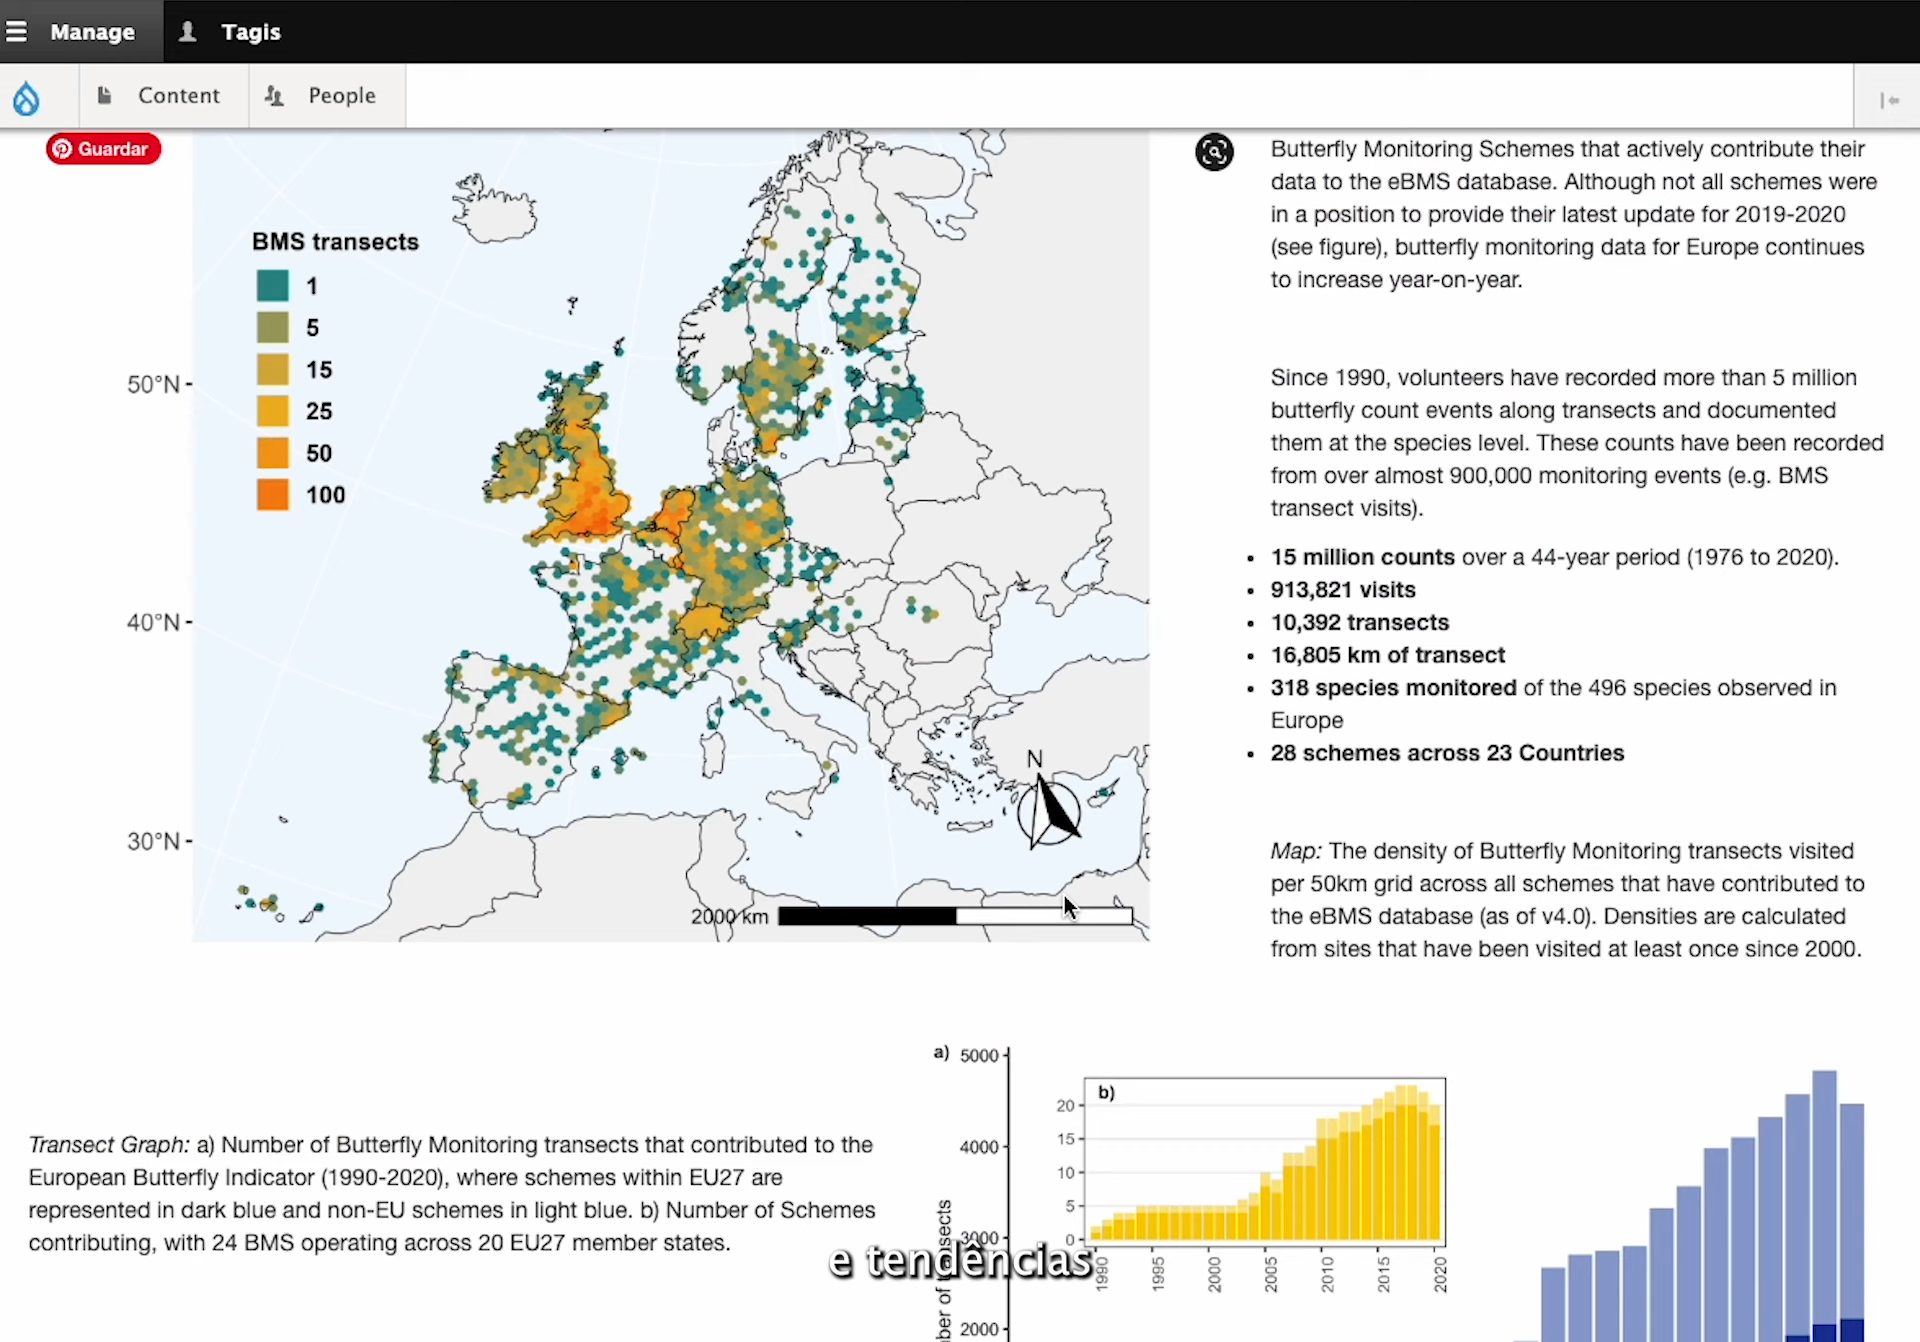 Manage
Tagis
Content
People
Guardar
BMS transects
1
5
15
25
50
100
50°N
40°N
30°N
N
2000 km
Butterfly Monitoring Schemes that actively contribute their
data to the eBMS database. Although not all schemes were
in a position to provide their latest update for 2019-2020
(see figure), butterfly monitoring data for Europe continues
to increase year-on-year.
Since 1990, volunteers have recorded more than 5 million
butterfly count events along transects and documented
them at the species level. These counts have been recorded
from over almost 900,000 monitoring events (e.g. BMS
transect visits).
• 15 million counts over a 44-year period (1976 to 2020).
• 913,821 visits
• 10,392 transects
• 16,805 km of transect
• 318 species monitored of the 496 species observed in
Europe
• 28 schemes across 23 Countries
Map: The density of Butterfly Monitoring transects visited
per 50km grid across all schemes that have contributed to
the eBMS database (as of v4.0). Densities are calculated
from sites that have been visited at least once since 2000.
Transect Graph: a) Number of Butterfly Monitoring transects that contributed to the
European Butterfly Indicator (1990-2020), where schemes within EU27 are
represented in dark blue and non-EU schemes in light blue. b) Number of Schemes
contributing, with 24 BMS operating across 20 EU27 member states.
a)
5000
4000
3000
2000
b)
20
15
10
5
0
1990
1995
2000
2005
2010
2015
2020
e tendências